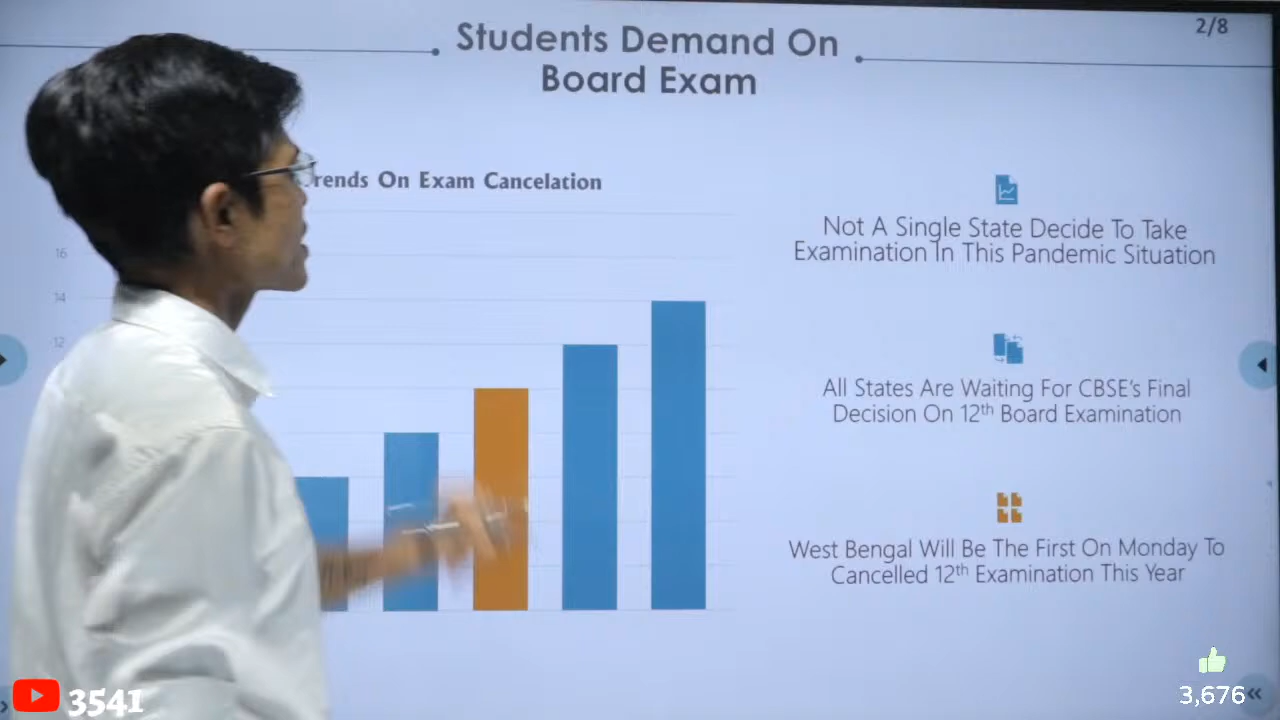 2/8
Students Demand On
Board Exam
rends On Exam Cancelation
16
14
12
Not A Single State Decide To Take
Examination In This Pandemic Situation
All States Are Waiting For CBSE's Final
Decision On 12th Board Examination
West Bengal Will Be The First On Monday To
Cancelled 12th Examination This Year
3541
3,676